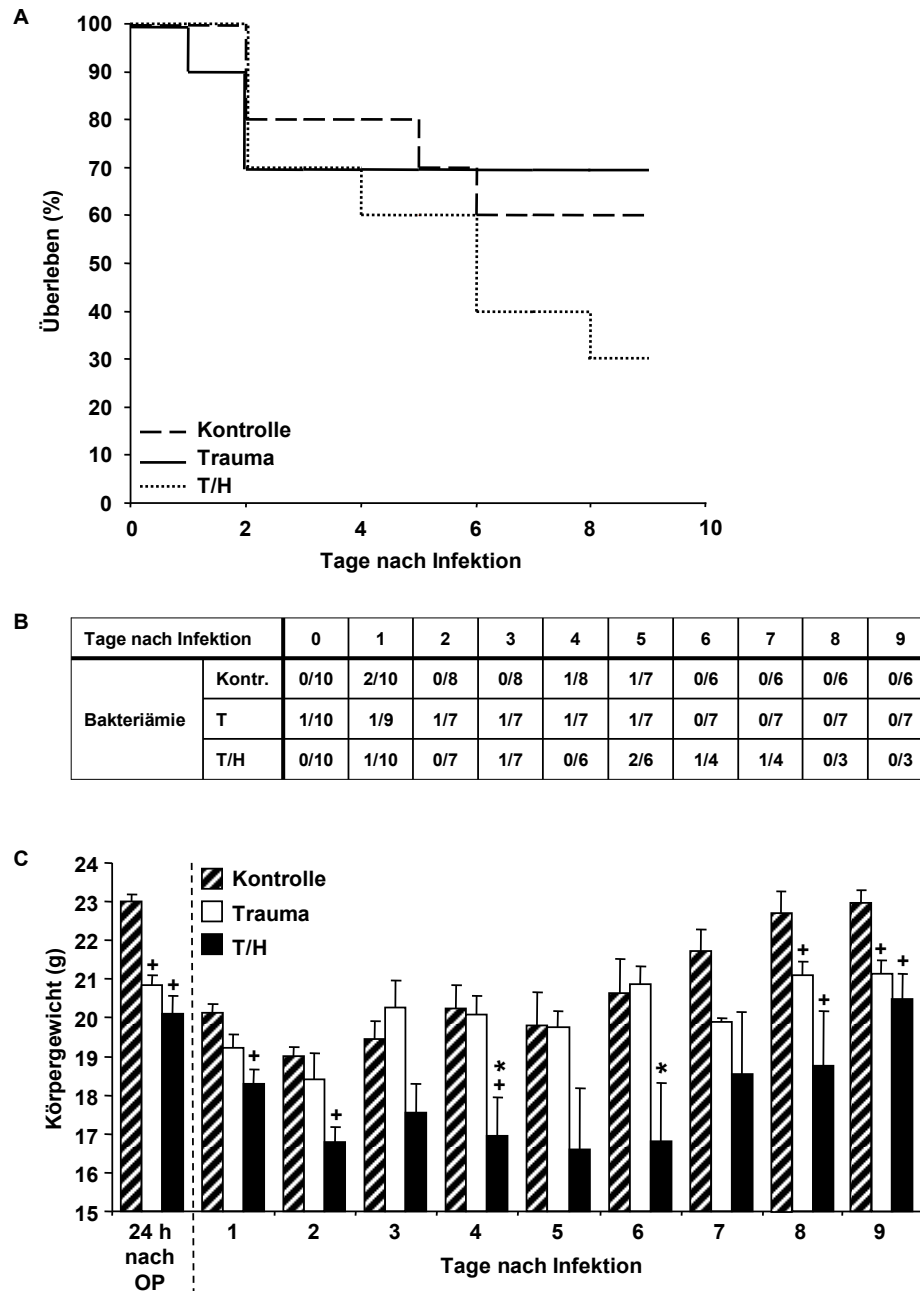 A
100
90
80
70
60
50
40
30
20
10
0
Überleben (%)
Kontrolle
Trauma
T/H
0 2 4 6 8 10
Tage nach Infektion
B
Tage nach Infektion 0 1 2 3 4 5 6 7 8 9
Bakteriämie
Kontr. 0/10 2/10 0/8 0/8 1/8 1/7 0/6 0/6 0/6 0/6
T 1/10 1/9 1/7 1/7 1/7 1/7 0/7 0/7 0/7 0/7
T/H 0/10 1/10 0/7 1/7 0/6 2/6 1/4 1/4 0/3 0/3
C
24
23
22
21
20
19
18
17
16
15
Körpergewicht (g)
Kontrolle
Trauma
T/H
+ + + + * + * + + + +
24 h
nach
OP
1 2 3 4 5 6 7 8 9
Tage nach Infektion